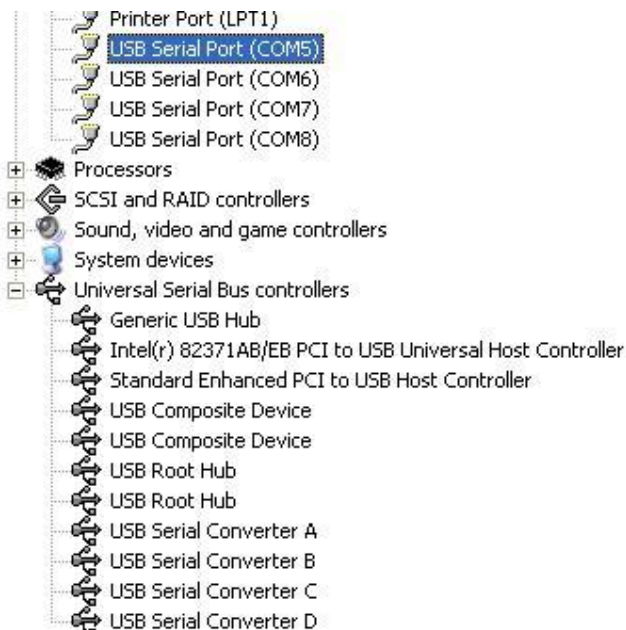 Printer Port (LPT1)
USB Serial Port (COM5)
USB Serial Port (COM6)
USB Serial Port (COM7)
USB Serial Port (COM8)
Processors
SCSI and RAID controllers
Sound, video and game controllers
System devices
Universal Serial Bus controllers
Generic USB Hub
Intel(r) 82371AB/EB PCI to USB Universal Host Controller
Standard Enhanced PCI to USB Host Controller
USB Composite Device
USB Composite Device
USB Root Hub
USB Root Hub
USB Serial Converter A
USB Serial Converter B
USB Serial Converter C
USB Serial Converter D